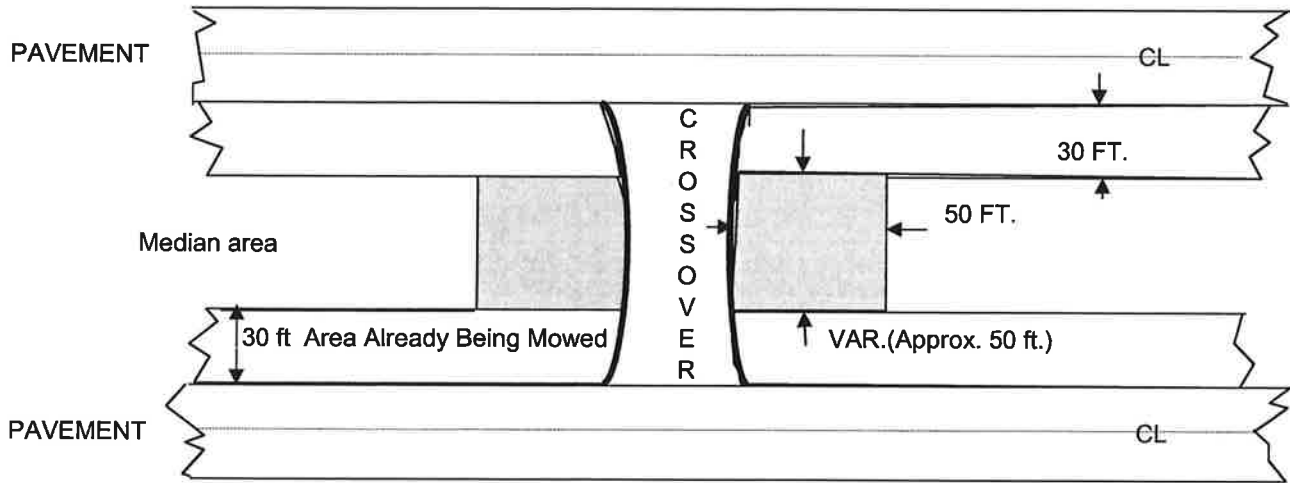 PAVEMENT
CL
CROSSOVER
30 FT.
50 FT.
Median area
30 ft Area Already Being Mowed
VAR.(Approx. 50 ft.)
PAVEMENT
CL